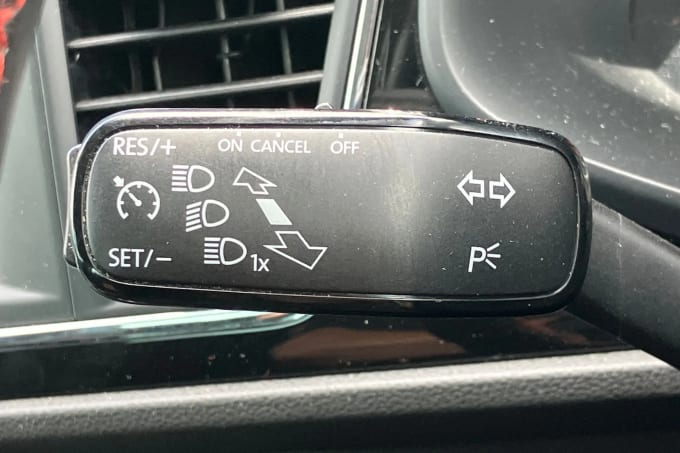 RES/+ ON CANCEL OFF
SET/-
1x
P